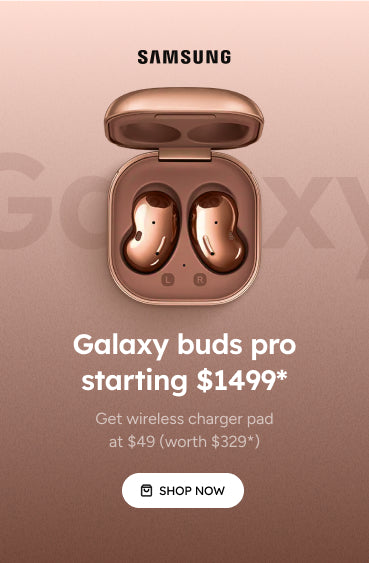 SAMSUNG
Galaxy
L R
Galaxy buds pro
starting $1499*
Get wireless charger pad
at $49 (worth $329*)
SHOP NOW